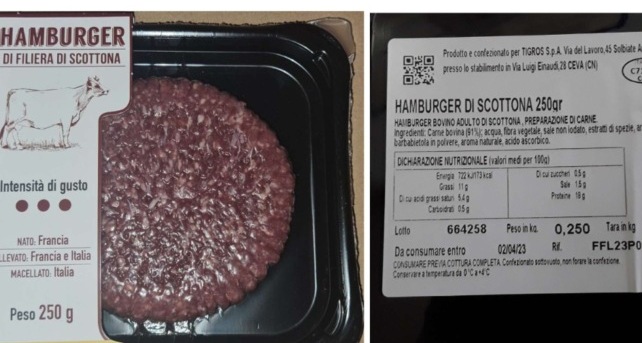 HAMBURGER
DI FILIERA DI SCOTTONA
Intensità di gusto
NATO: Francia
LLEVATO: Francia e Italia
MACELLATO: Italia
Peso 250 g
Prodotto e confezionato per TIGROS S.p.A. Via del Lavoro,45 Solbiate A
presso lo stabilimento in Via Luigi Einaudi,28 CEVA (CN)
HAMBURGER DI SCOTTONA 250gr
HAMBURGER BOVINO ADULTO DI SCOTTONA, PREPARAZIONE DI CARNE.
Ingredienti: Carne bovina (91%); acqua, fibra vegetale, sale non iodato, estratti di spezie, ar
barbabietola in polvere, aroma naturale, acido ascorbico.
DICHIARAZIONE NUTRIZIONALE (valori medi per 100g)
Energia 722 kJ/173 kcal
Grassi 11 g
Di cui acidi grassi saturi 5,4 g
Carboidrati 0.5 g
Di cui zuccheri 0,5 g
Sale 1.5 g
Proteine 18 g
Lotto 664258 Peso in kg. 0,250 Tara in kg
Da consumare entro 02/04/23 Rif. FFL23P0
CONSUMARE PREVIA COTTURA COMPLETA. Confezionato sottovuoto, non forare la confezione.
Conservare a temperatura da 0°C a +4°C